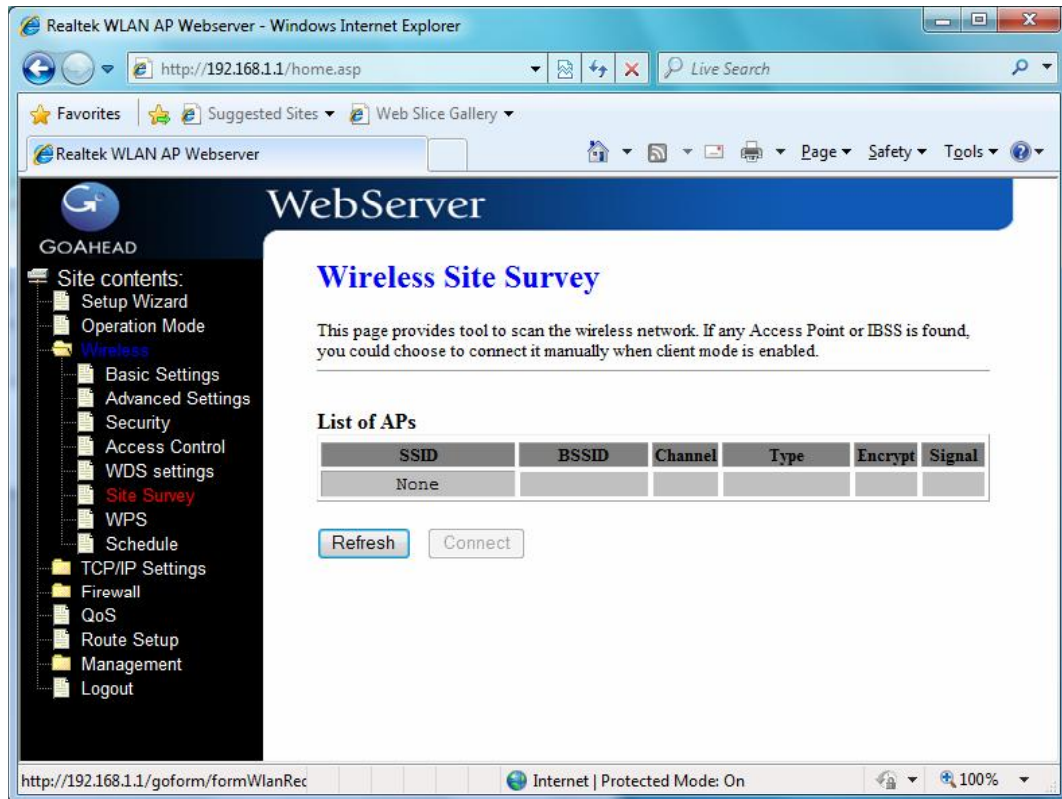 Realtek WLAN AP Webserver - Windows Internet Explorer
http://192.168.1.1/home.asp
Live Search
Favorites
Suggested Sites
Web Slice Gallery
Realtek WLAN AP Webserver
Page
Safety
Tools
GOAHEAD
WebServer
Site contents:
Setup Wizard
Operation Mode
Wireless
Basic Settings
Advanced Settings
Security
Access Control
WDS settings
Site Survey
WPS
Schedule
TCP/IP Settings
Firewall
QoS
Route Setup
Management
Logout
Wireless Site Survey
This page provides tool to scan the wireless network. If any Access Point or IBSS is found,
you could choose to connect it manually when client mode is enabled.
List of APs
SSID BSSID Channel Type Encrypt Signal
None
Refresh Connect
http://192.168.1.1/goform/formWlanRec
Internet | Protected Mode: On
100%